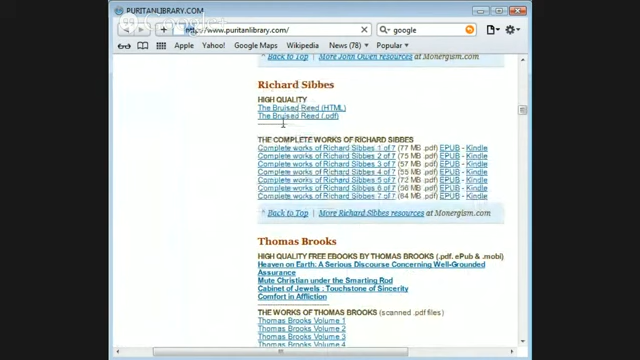 PURITANLIBRARY.COM
Google+
http://www.puritanlibrary.com/
google
Apple Yahoo! Google Maps Wikipedia News (78) Popular
^ Back to Top | More John Owen resources at Monergism.com
Richard Sibbes
HIGH QUALITY
The Bruised Reed (HTML)
The Bruised Reed (.pdf)
THE COMPLETE WORKS OF RICHARD SIBBES
Complete works of Richard Sibbes 1 of 7 (77 MB .pdf) EPUB - Kindle
Complete works of Richard Sibbes 2 of 7 (75 MB .pdf) EPUB - Kindle
Complete works of Richard Sibbes 3 of 7 (57 MB .pdf) EPUB - Kindle
Complete works of Richard Sibbes 4 of 7 (55 MB .pdf) EPUB - Kindle
Complete works of Richard Sibbes 5 of 7 (72 MB .pdf) EPUB - Kindle
Complete works of Richard Sibbes 6 of 7 (56 MB .pdf) EPUB - Kindle
Complete works of Richard Sibbes 7 of 7 (64 MB .pdf) EPUB - Kindle
^ Back to Top | More Richard Sibbes resources at Monergism.com
Thomas Brooks
HIGH QUALITY FREE EBOOKS BY THOMAS BROOKS (.pdf. ePub & .mobi)
Heaven on Earth: A Serious Discourse Concerning Well-Grounded
Assurance
Mute Christian under the Smarting Rod
Cabinet of Jewels : Touchstone of Sincerity
Comfort in Affliction
THE WORKS OF THOMAS BROOKS (scanned .pdf files)
Thomas Brooks Volume 1
Thomas Brooks Volume 2
Thomas Brooks Volume 3
Thomas Brooks Volume 4